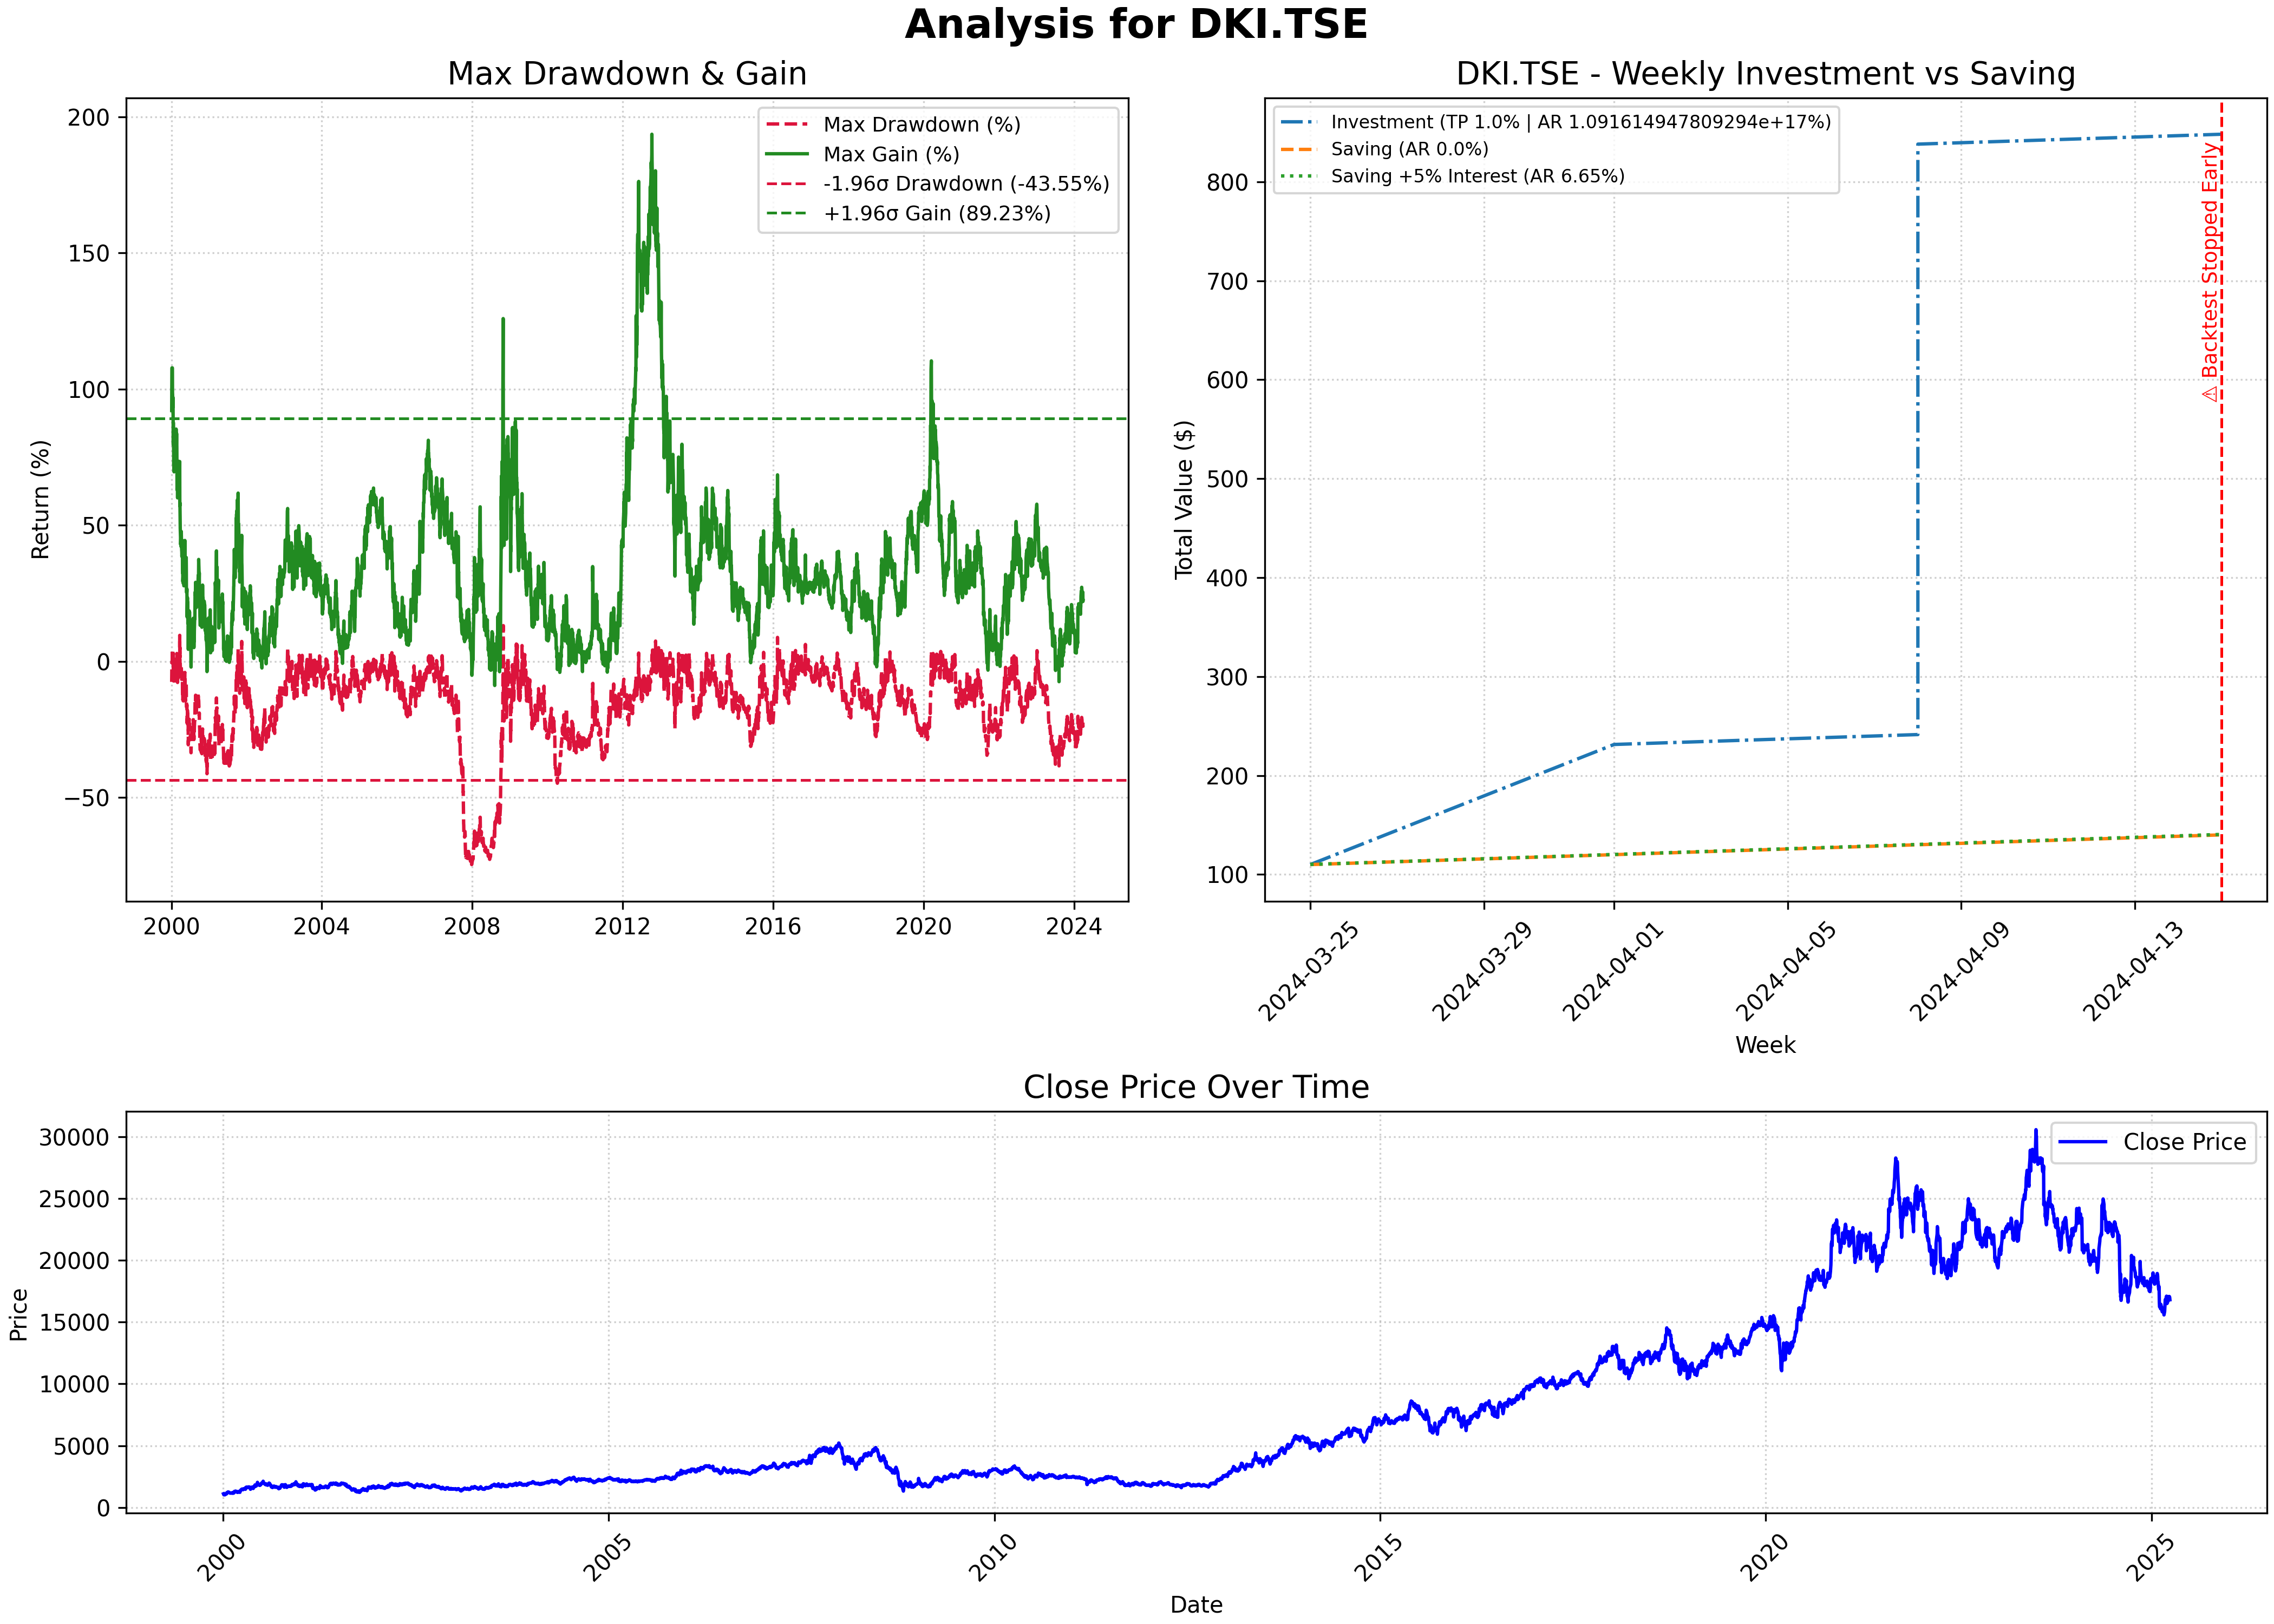 Analysis for DKI.TSE
Max Drawdown & Gain
Return (%)
200
150
100
50
0
−50
2000
2004
2008
2012
2016
2020
2024
Max Drawdown (%)
Max Gain (%)
-1.96σ Drawdown (-43.55%)
+1.96σ Gain (89.23%)
DKI.TSE - Weekly Investment vs Saving
Total Value ($)
800
700
600
500
400
300
200
100
2024-03-25
2024-03-29
2024-04-01
2024-04-05
2024-04-09
2024-04-13
Week
Investment (TP 1.0% | AR 1.091614947809294e+17%)
Saving (AR 0.0%)
Saving +5% Interest (AR 6.65%)
⚠ Backtest Stopped Early
Close Price Over Time
Price
30000
25000
20000
15000
10000
5000
0
2000
2005
2010
2015
2020
2025
Date
Close Price